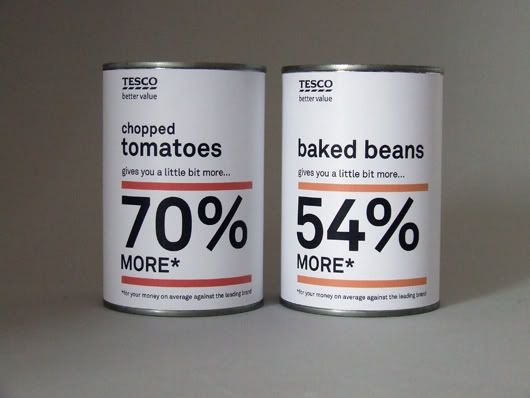 TESCO
better value
chopped
tomatoes
gives you a little bit more...
70%
MORE*
*for your money on average against the leading brand
TESCO
better value
baked beans
gives you a little bit more...
54%
MORE*
*for your money on average against the leading brand